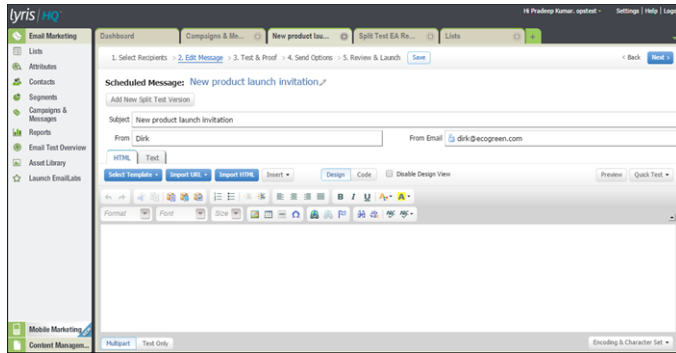 lyris HQ
Hi Pradeep Kumar. opstest Settings | Help | Logo
Email Marketing
Lists
Attributes
Contacts
Segments
Campaigns & Messages
Reports
Email Test Overview
Asset Library
Launch EmailLabs
Mobile Marketing
Content Managem...
Dashboard
Campaigns & Me...
New product lau...
Split Test EA Re...
Lists
1. Select Recipients > 2. Edit Message > 3. Test & Proof > 4. Send Options > 5. Review & Launch Save
< Back Next >
Scheduled Message: New product launch invitation
Add New Split Test Version
Subject New product launch invitation
From Dirk
From Email dirk@ecogreen.com
HTML Text
Select Template Import URL Import HTML Insert Design Code Disable Design View Preview Quick Test
B I U A A
Format Font Size Ω
Multipart Text Only
Encoding & Character Set